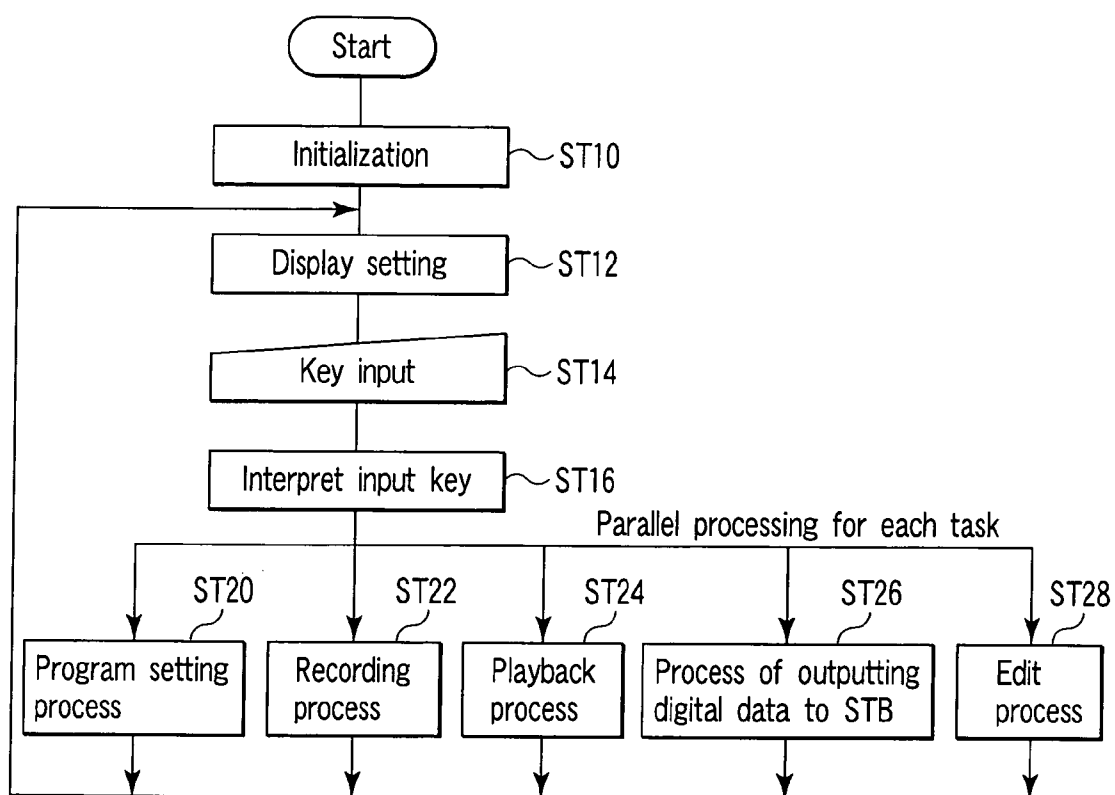 Start
Initialization
ST10
Display setting
ST12
Key input
ST14
Interpret input key
ST16
Parallel processing for each task
ST20
ST22
ST24
ST26
ST28
Program setting
process
Recording
process
Playback
process
Process of outputting
digital data to STB
Edit
process